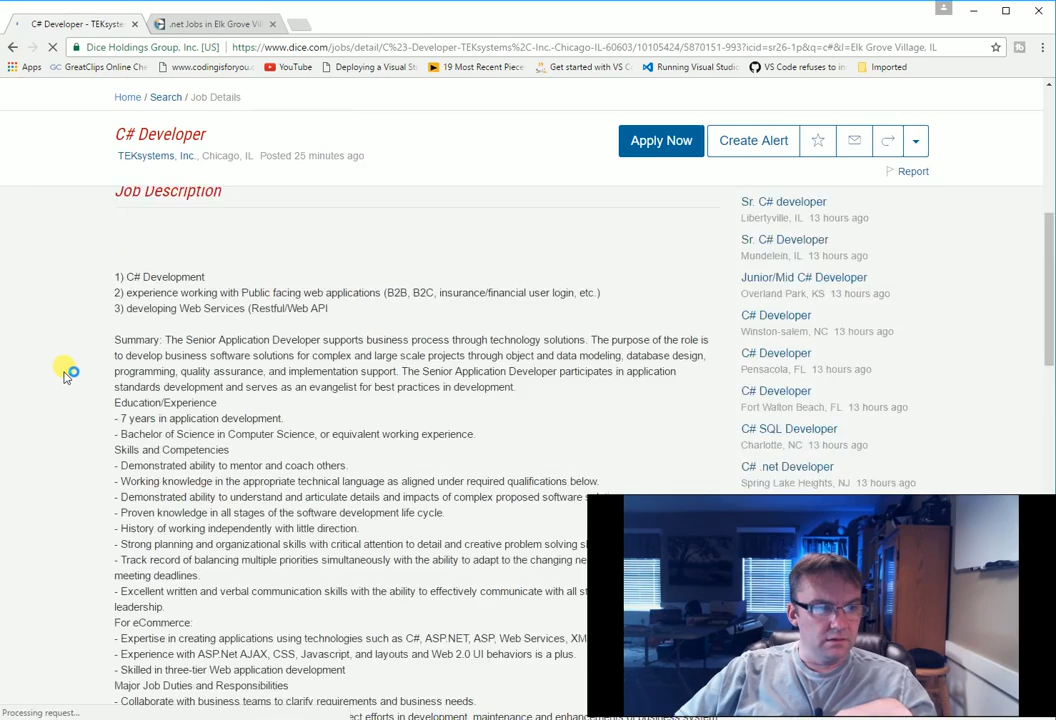 C# Developer - TEKsystem
.net Jobs in Elk Grove Vil
Dice Holdings Group, Inc. [US]
https://www.dice.com/jobs/detail/C%23-Developer-TEKsystems%2C-Inc.-Chicago-IL-60603/10105424/5870151-993?icid=sr26-1p&q=c#&l=Elk Grove Village, IL
Apps
GreatClips Online Che
www.codingisforyou.
YouTube
Deploying a Visual St
19 Most Recent Piece
Get started with VS C
Running Visual Studi
VS Code refuses to in
Imported
Home / Search / Job Details
C# Developer
TEKsystems, Inc., Chicago, IL Posted 25 minutes ago
Apply Now
Create Alert
Report
Job Description
1) C# Development
2) experience working with Public facing web applications (B2B, B2C, insurance/financial user login, etc.)
3) developing Web Services (Restful/Web API
Summary: The Senior Application Developer supports business process through technology solutions. The purpose of the role is
to develop business software solutions for complex and large scale projects through object and data modeling, database design,
programming, quality assurance, and implementation support. The Senior Application Developer participates in application
standards development and serves as an evangelist for best practices in development.
Education/Experience
- 7 years in application development.
- Bachelor of Science in Computer Science, or equivalent working experience.
Skills and Competencies
- Demonstrated ability to mentor and coach others.
- Working knowledge in the appropriate technical language as aligned under required qualifications below.
- Demonstrated ability to understand and articulate details and impacts of complex proposed software
- Proven knowledge in all stages of the software development life cycle.
- History of working independently with little direction.
- Strong planning and organizational skills with critical attention to detail and creative problem solving
- Track record of balancing multiple priorities simultaneously with the ability to adapt to the changing ne
meeting deadlines.
- Excellent written and verbal communication skills with the ability to effectively communicate with all
leadership.
For eCommerce:
- Expertise in creating applications using technologies such as C#, ASP.NET, ASP, Web Services, XM
- Experience with ASP.Net AJAX, CSS, Javascript, and layouts and Web 2.0 UI behaviors is a plus.
- Skilled in three-tier Web application development
Major Job Duties and Responsibilities
- Collaborate with business teams to clarify requirements and business needs.
ect efforts in development, maintenance and enhancements of business system
Sr. C# developer
Libertyville, IL 13 hours ago
Sr. C# Developer
Mundelein, IL 13 hours ago
Junior/Mid C# Developer
Overland Park, KS 13 hours ago
C# Developer
Winston-salem, NC 13 hours ago
C# Developer
Pensacola, FL 13 hours ago
C# Developer
Fort Walton Beach, FL 13 hours ago
C# SQL Developer
Charlotte, NC 13 hours ago
C# .net Developer
Spring Lake Heights, NJ 13 hours ago
Processing request...